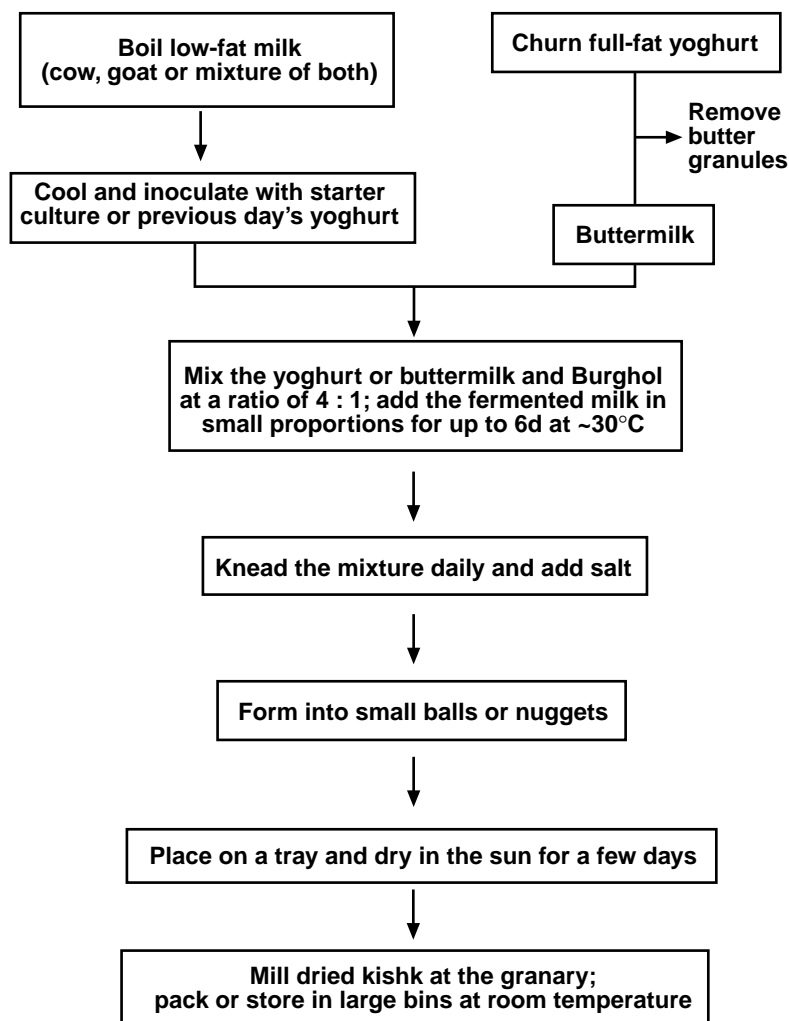 Boil low-fat milk
(cow, goat or mixture of both)
Churn full-fat yoghurt
Remove
butter
granules
Cool and inoculate with starter
culture or previous day's yoghurt
Buttermilk
Mix the yoghurt or buttermilk and Burghol
at a ratio of 4 : 1; add the fermented milk in
small proportions for up to 6d at ~30°C
Knead the mixture daily and add salt
Form into small balls or nuggets
Place on a tray and dry in the sun for a few days
Mill dried kishk at the granary;
pack or store in large bins at room temperature